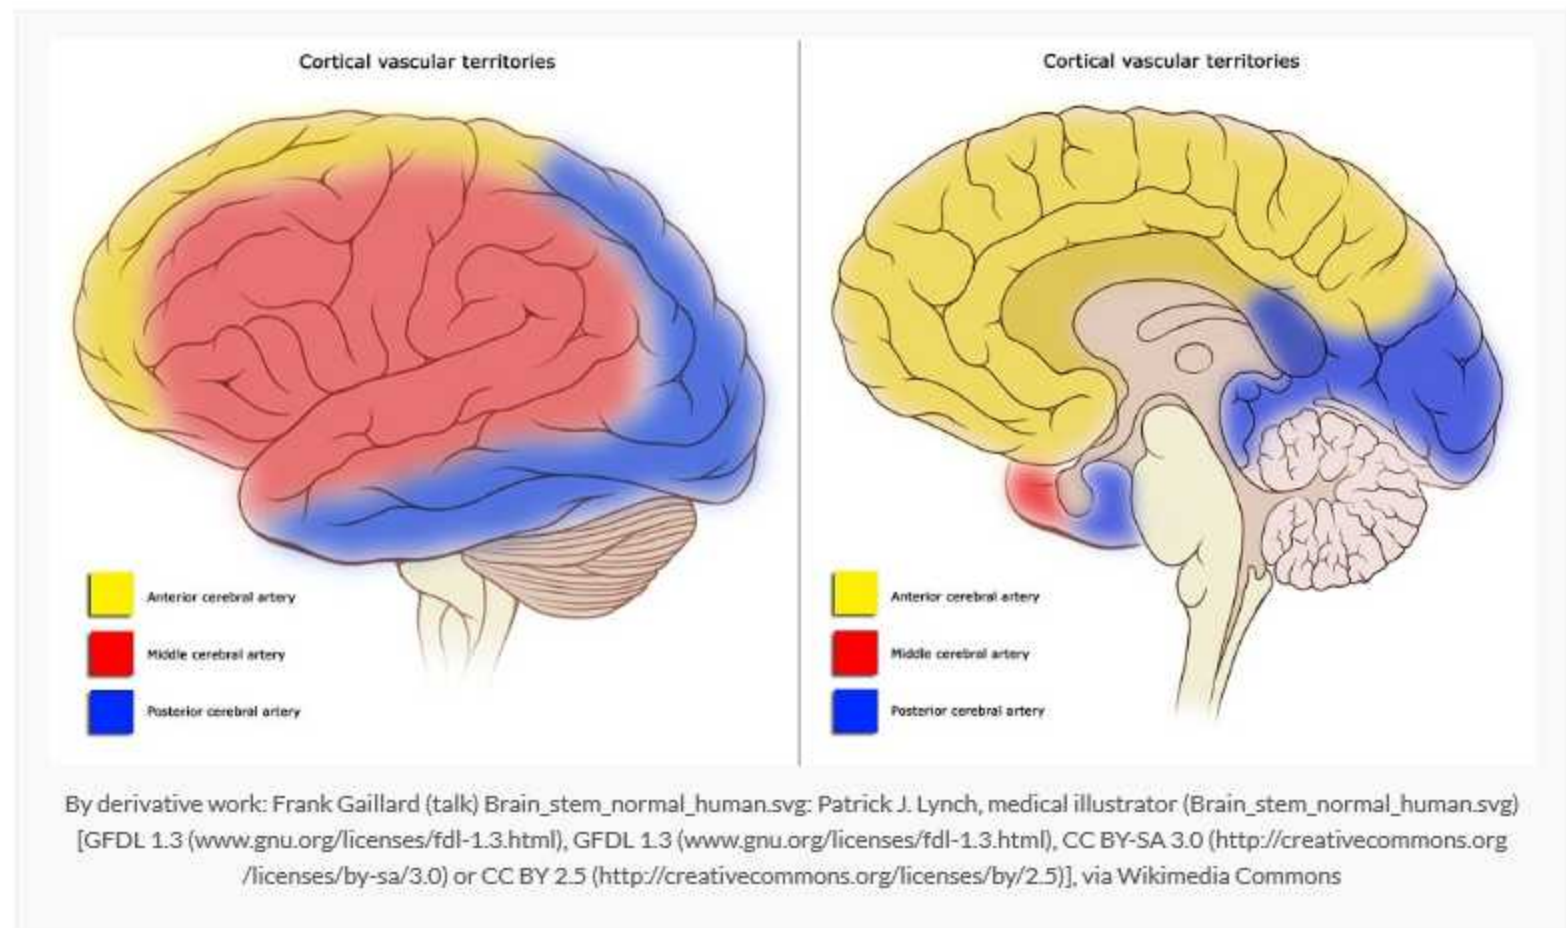 Cortical vascular territories
Anterior cerebral artery
Middle cerebral artery
Posterior cerebral artery
Cortical vascular territories
Anterior cerebral artery
Middle cerebral artery
Posterior cerebral artery
By derivative work: Frank Gaillard (talk) Brain_stem_normal_human.svg: Patrick J. Lynch, medical illustrator (Brain_stem_normal_human.svg)
[GFDL 1.3 (www.gnu.org/licenses/fdl-1.3.html), GFDL 1.3 (www.gnu.org/licenses/fdl-1.3.html), CC BY-SA 3.0 (http://creativecommons.org
/licenses/by-sa/3.0) or CC BY 2.5 (http://creativecommons.org/licenses/by/2.5)], via Wikimedia Commons